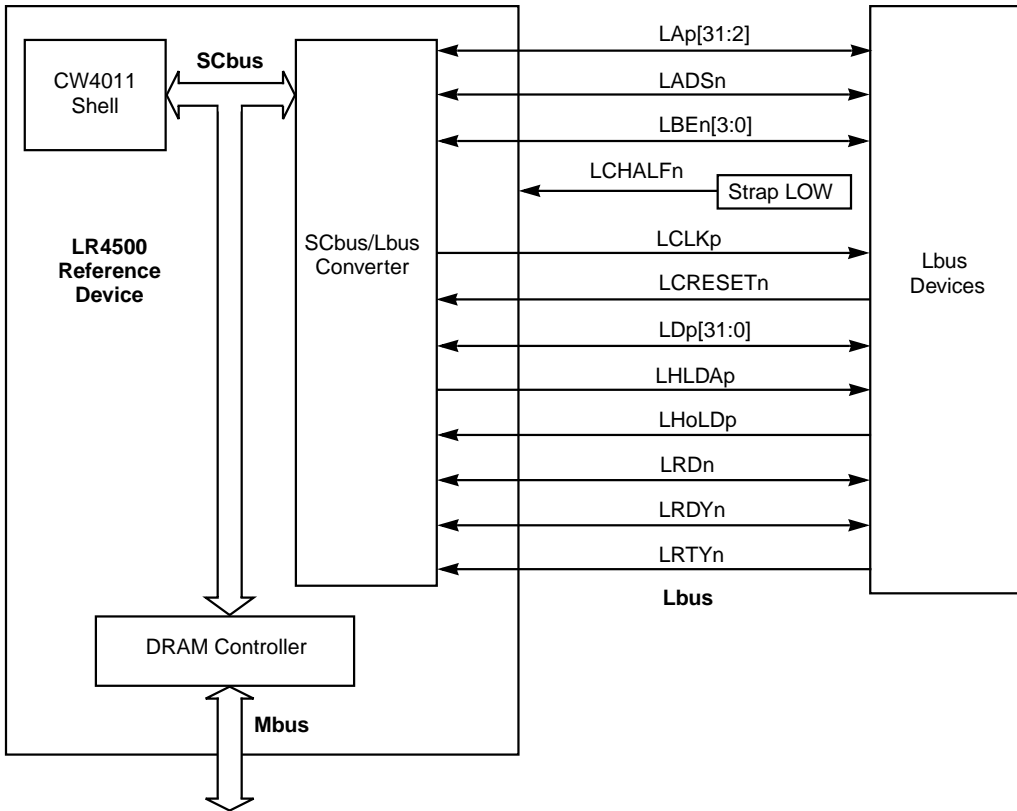 CW4011
Shell
SCbus
LR4500
Reference
Device
SCbus/Lbus
Converter
DRAM Controller
Mbus
LAp[31:2]
LADSn
LBEn[3:0]
LCHALFn
Strap LOW
LCLKp
LCRESETn
LDp[31:0]
LHLDAp
LHoLDp
LRDn
LRDYn
LRTYn
Lbus
Lbus
Devices